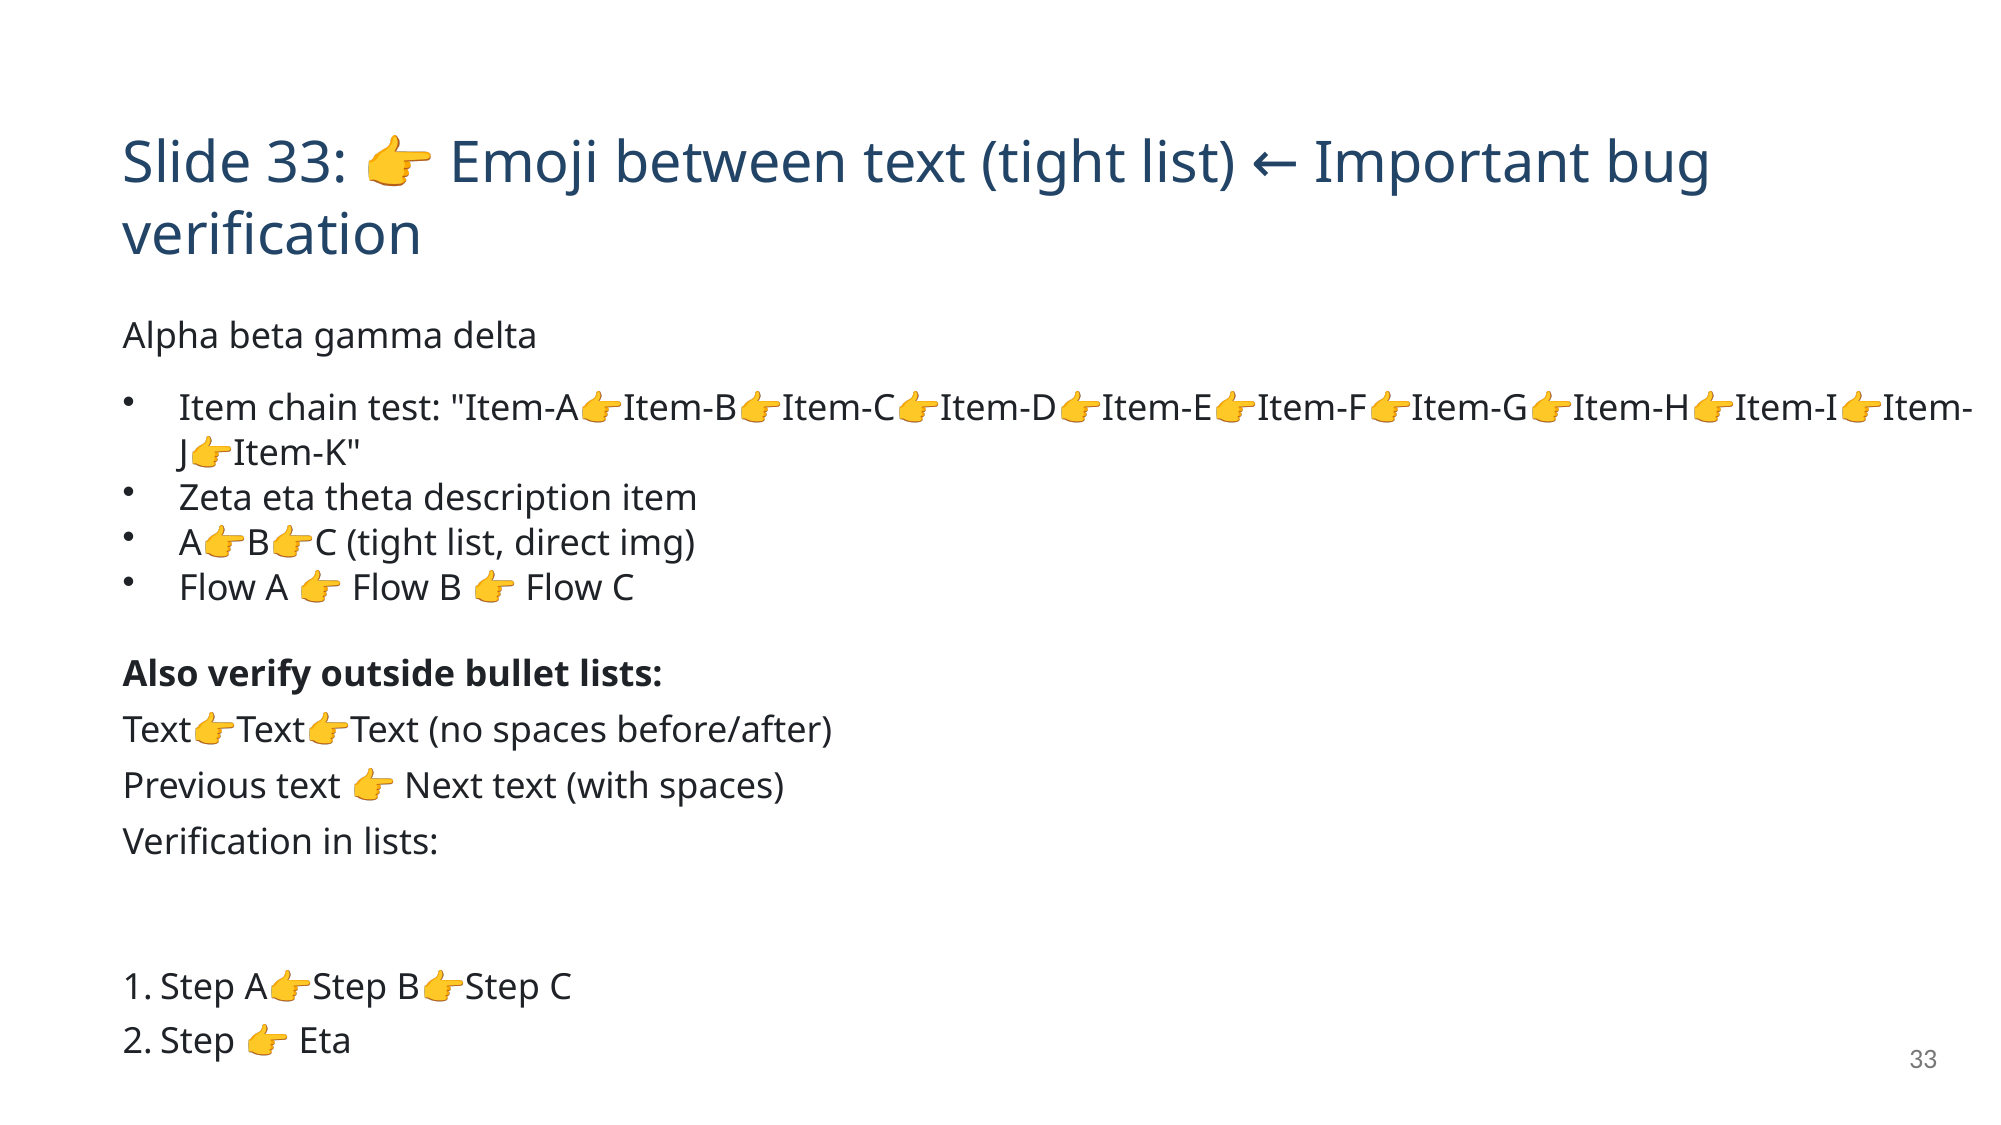 Slide 33: 👉 Emoji between text (tight list) ← Important bug
verification
Alpha beta gamma delta
• Item chain test: "Item-A👉Item-B👉Item-C👉Item-D👉Item-E👉Item-F👉Item-G👉Item-H👉Item-I👉Item-
J👉Item-K"
• Zeta eta theta description item
• A👉B👉C (tight list, direct img)
• Flow A 👉 Flow B 👉 Flow C
Also verify outside bullet lists:
Text👉Text👉Text (no spaces before/after)
Previous text 👉 Next text (with spaces)
Verification in lists:
1. Step A👉Step B👉Step C
2. Step 👉 Eta
33